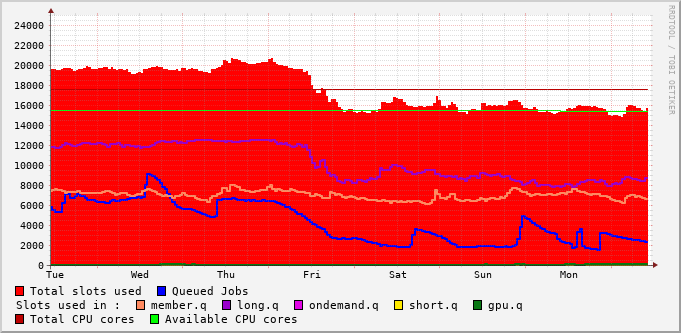 RRDTOOL / TOBI OETIKER
24000
22000
20000
18000
16000
14000
12000
10000
8000
6000
4000
2000
0
Tue Wed Thu Fri Sat Sun Mon
Total slots used Queued Jobs
Slots used in : member.q long.q ondemand.q short.q gpu.q
Total CPU cores Available CPU cores